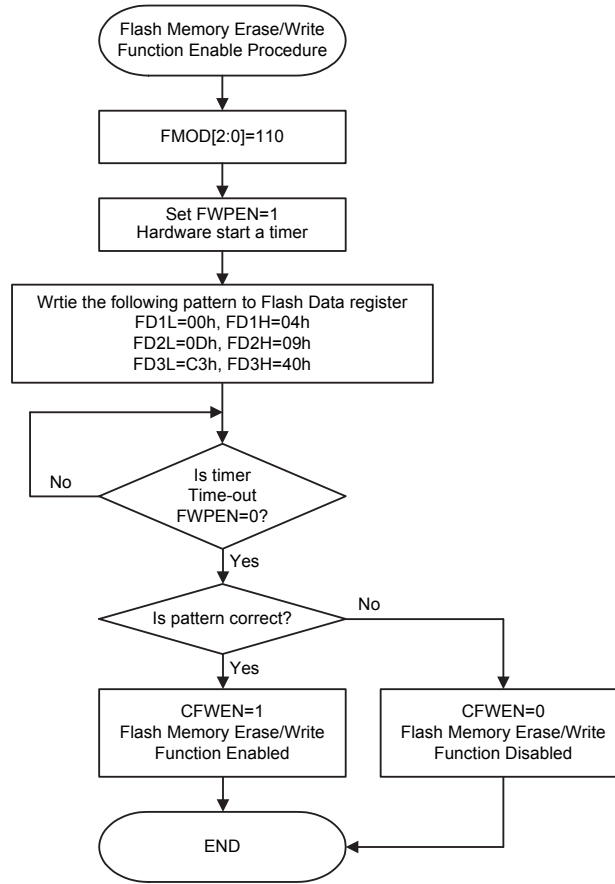 Flash Memory Erase/Write
Function Enable Procedure
FMOD[2:0]=110
Set FWPEN=1
Hardware start a timer
Wrtie the following pattern to Flash Data register
FD1L=00h, FD1H=04h
FD2L=0Dh, FD2H=09h
FD3L=C3h, FD3H=40h
Is timer
Time-out
FWPEN=0?
No
Yes
Is pattern correct?
No
Yes
CFWEN=1
Flash Memory Erase/Write
Function Enabled
CFWEN=0
Flash Memory Erase/Write
Function Disabled
END